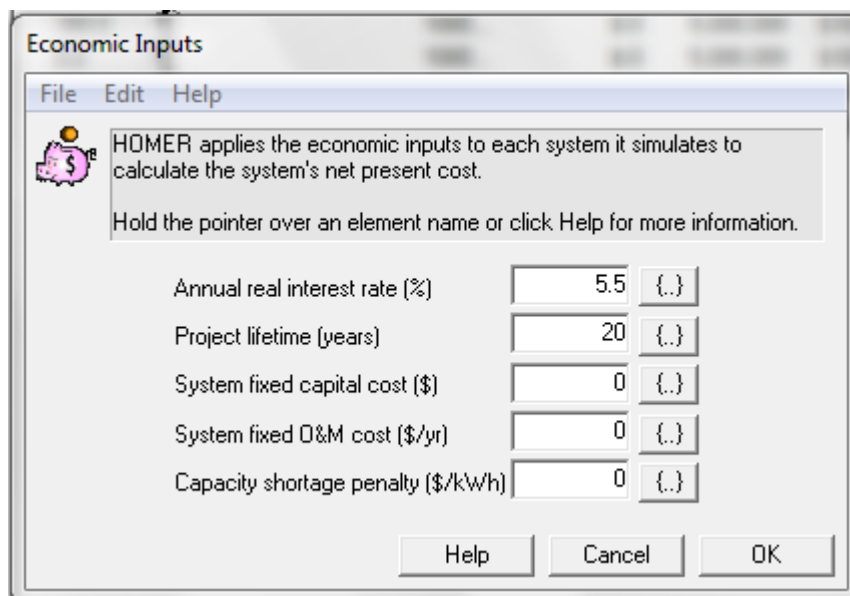 Economic Inputs
File Edit Help
HOMER applies the economic inputs to each system it simulates to
calculate the system's net present cost.
Hold the pointer over an element name or click Help for more information.
Annual real interest rate (%) 5.5 {..}
Project lifetime (years) 20 {..}
System fixed capital cost ($) 0 {..}
System fixed O&M cost ($/yr) 0 {..}
Capacity shortage penalty ($/kWh) 0 {..}
Help Cancel OK